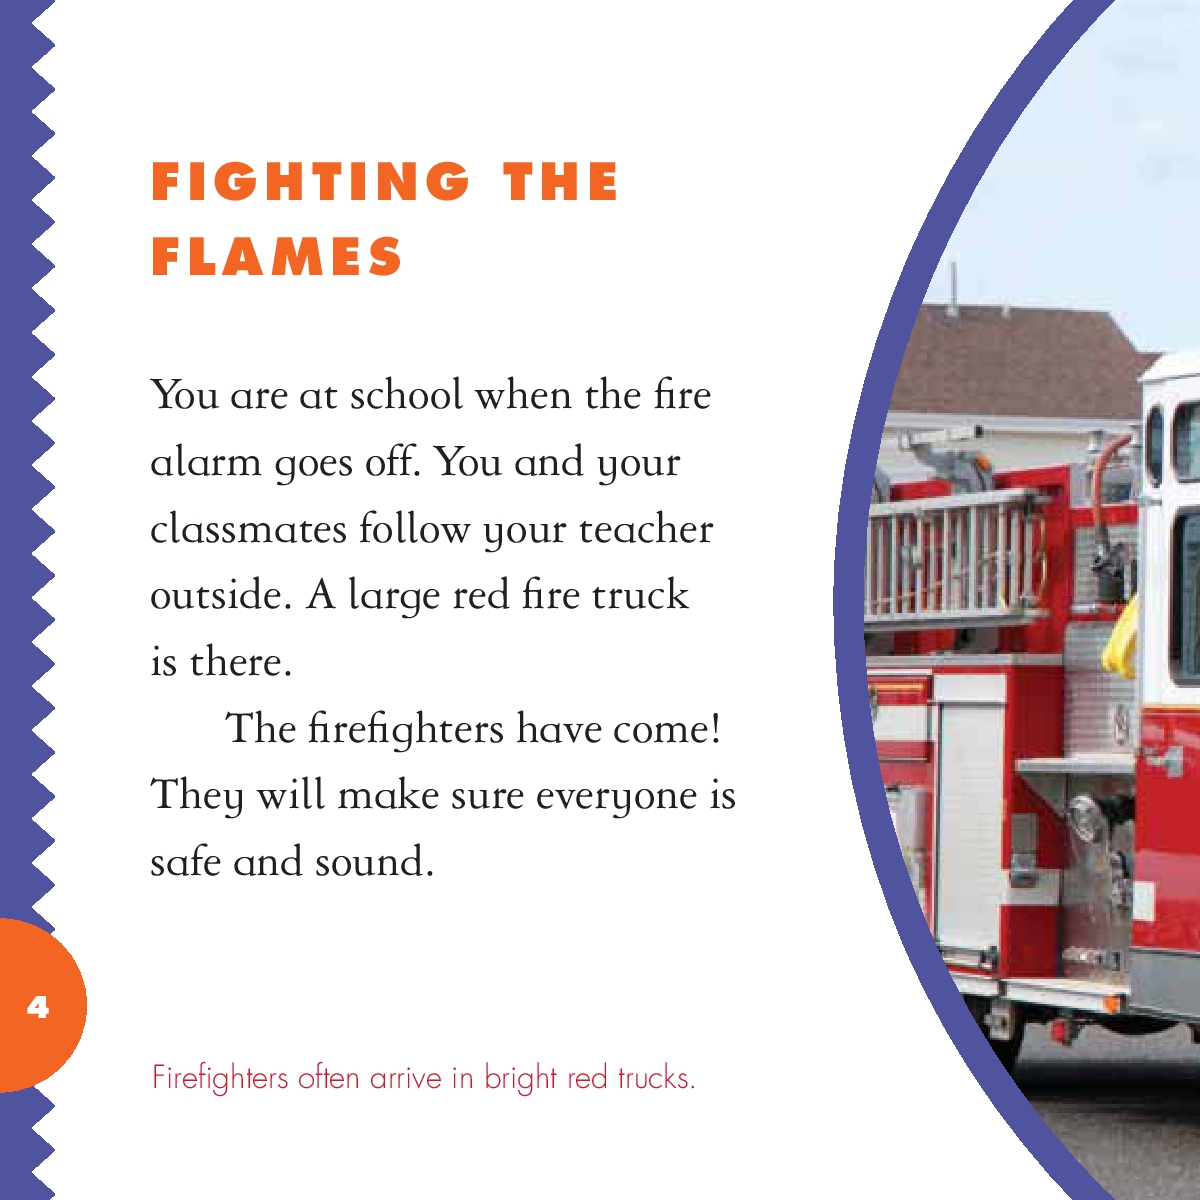 FIGHTING THE
FLAMES
You are at school when the fire
alarm goes off. You and your
classmates follow your teacher
outside. A large red fire truck
is there.
The firefighters have come!
They will make sure everyone is
safe and sound.
4
Firefighters often arrive in bright red trucks.